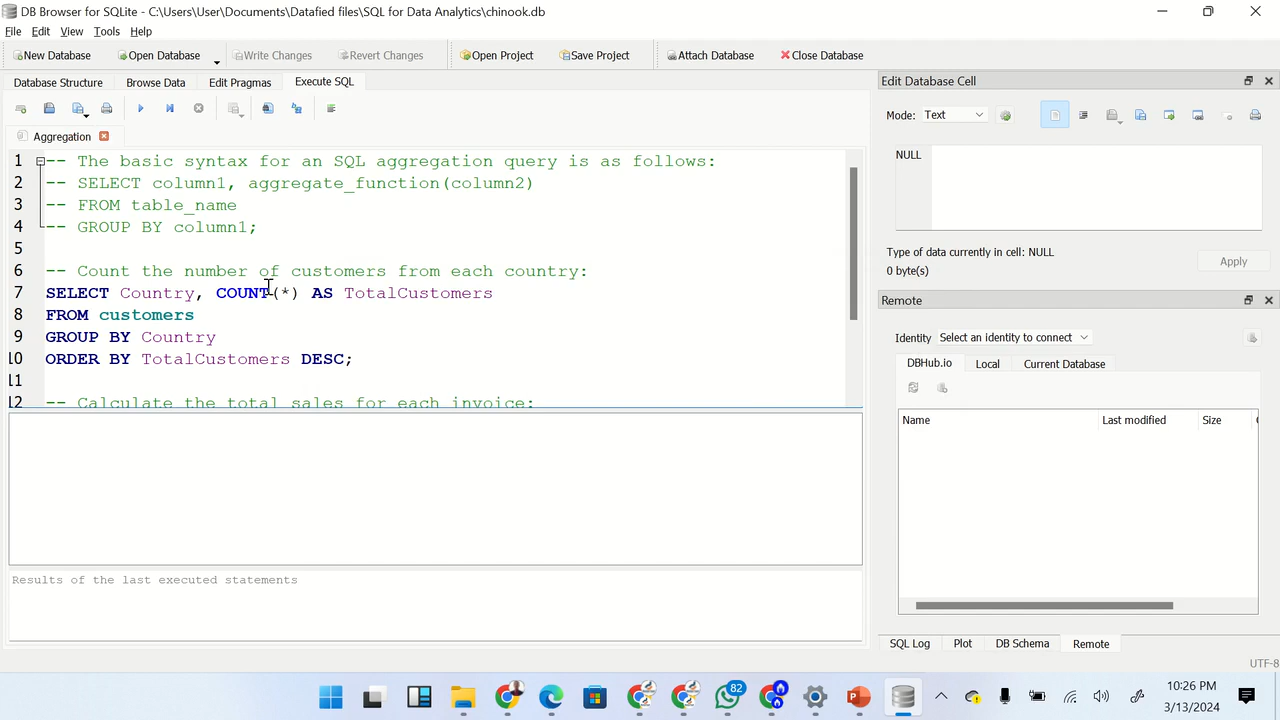 DB Browser for SQLite - C:\Users\User\Documents\Datafied files\SQL for Data Analytics\chinook.db
File Edit View Tools Help
New Database Open Database Write Changes Revert Changes Open Project Save Project Attach Database Close Database
Database Structure Browse Data Edit Pragmas Execute SQL
Aggregation
1 -- The basic syntax for an SQL aggregation query is as follows:
2 -- SELECT column1, aggregate_function(column2)
3 -- FROM table_name
4 -- GROUP BY column1;
5
6 -- Count the number of customers from each country:
7 SELECT Country, COUNT(*) AS TotalCustomers
8 FROM customers
9 GROUP BY Country
10 ORDER BY TotalCustomers DESC;
11
12 -- Calculate the total sales for each invoice:
Results of the last executed statements
Edit Database Cell
Mode: Text
NULL
Type of data currently in cell: NULL
0 byte(s)
Apply
Remote
Identity Select an identity to connect
DBHub.io Local Current Database
Name Last modified Size
SQL Log Plot DB Schema Remote
UTF-8
82
10:26 PM
3/13/2024